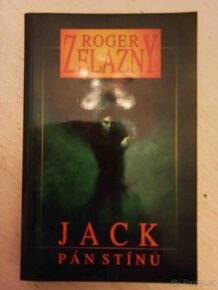 ROGER
ZELAZNY
JACK
PÁN STÍNŮ